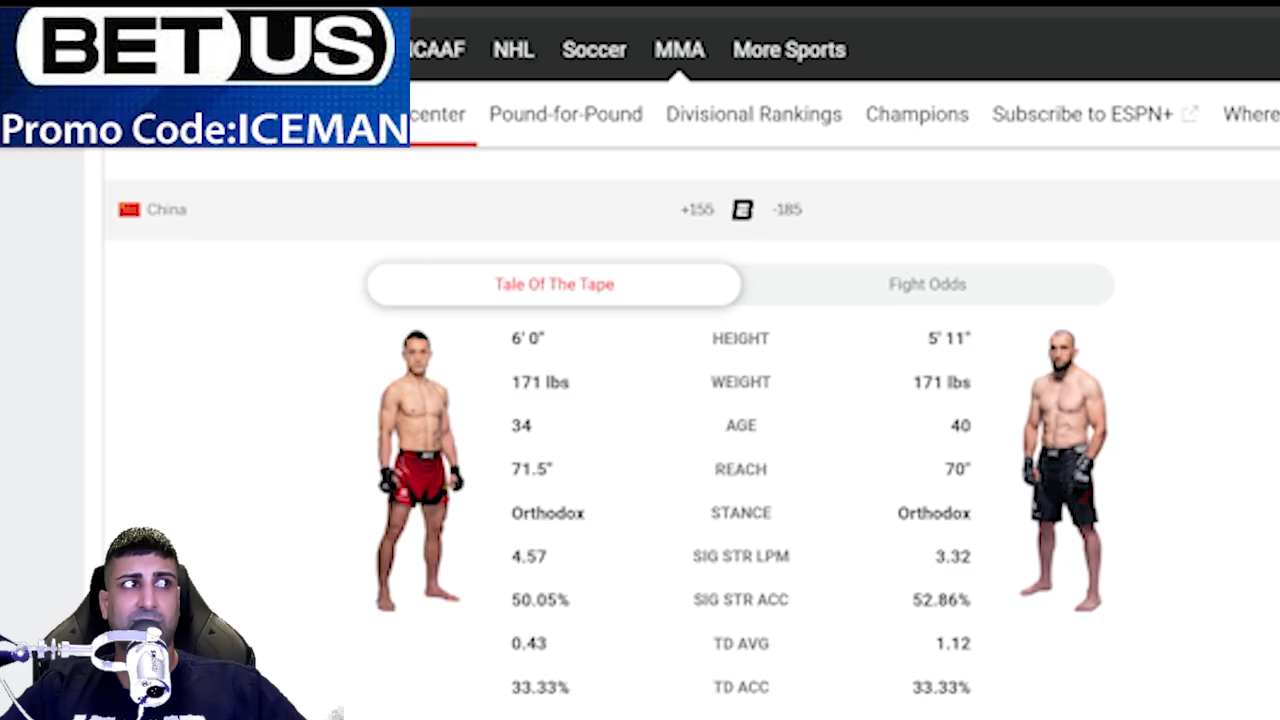 BETUS
Promo Code:ICEMAN
NHL Soccer MMA More Sports
Pound-for-Pound Divisional Rankings Champions Subscribe to ESPN+ Where
China +155 B -185
Tale Of The Tape Fight Odds
6' 0" HEIGHT 5' 11"
171 lbs WEIGHT 171 lbs
34 AGE 40
71.5" REACH 70"
Orthodox STANCE Orthodox
4.57 SIG STR LPM 3.32
50.05% SIG STR ACC 52.86%
0.43 TD AVG 1.12
33.33% TD ACC 33.33%